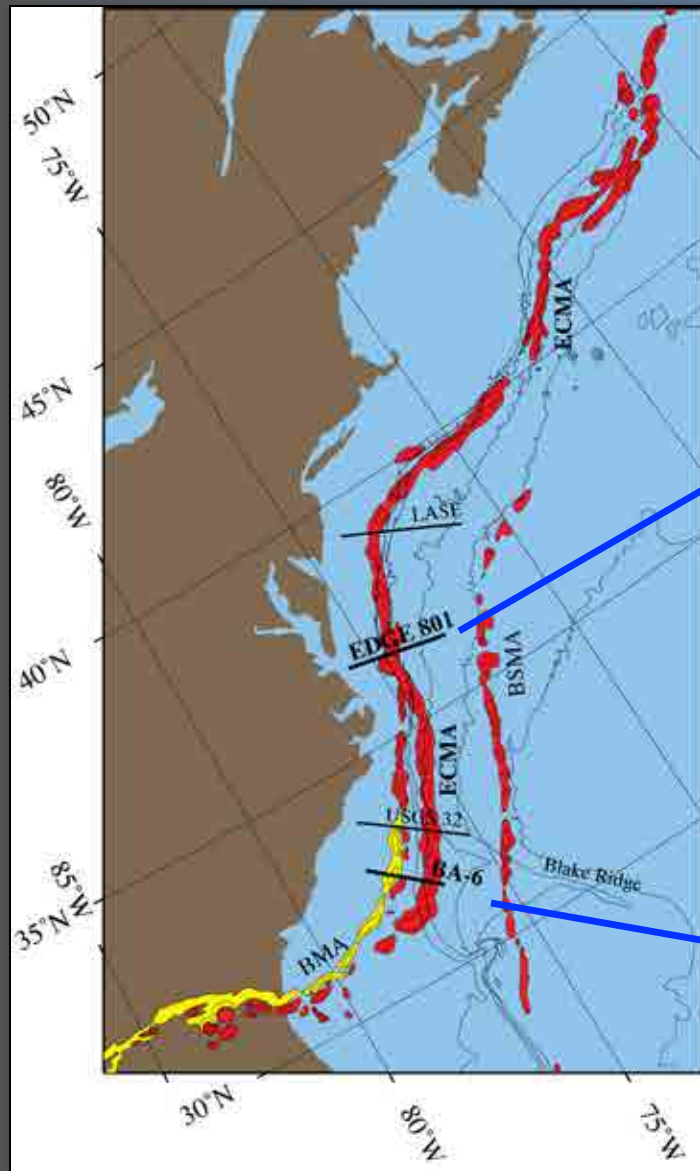 50°N
75°W
ECMA
45°N
80°W
LASE
EDGE 801
BSMA
40°N
ECMA
USGS 32
BA-6
Blake Ridge
85°W
35°N
BMA
30°N
80°W
75°W